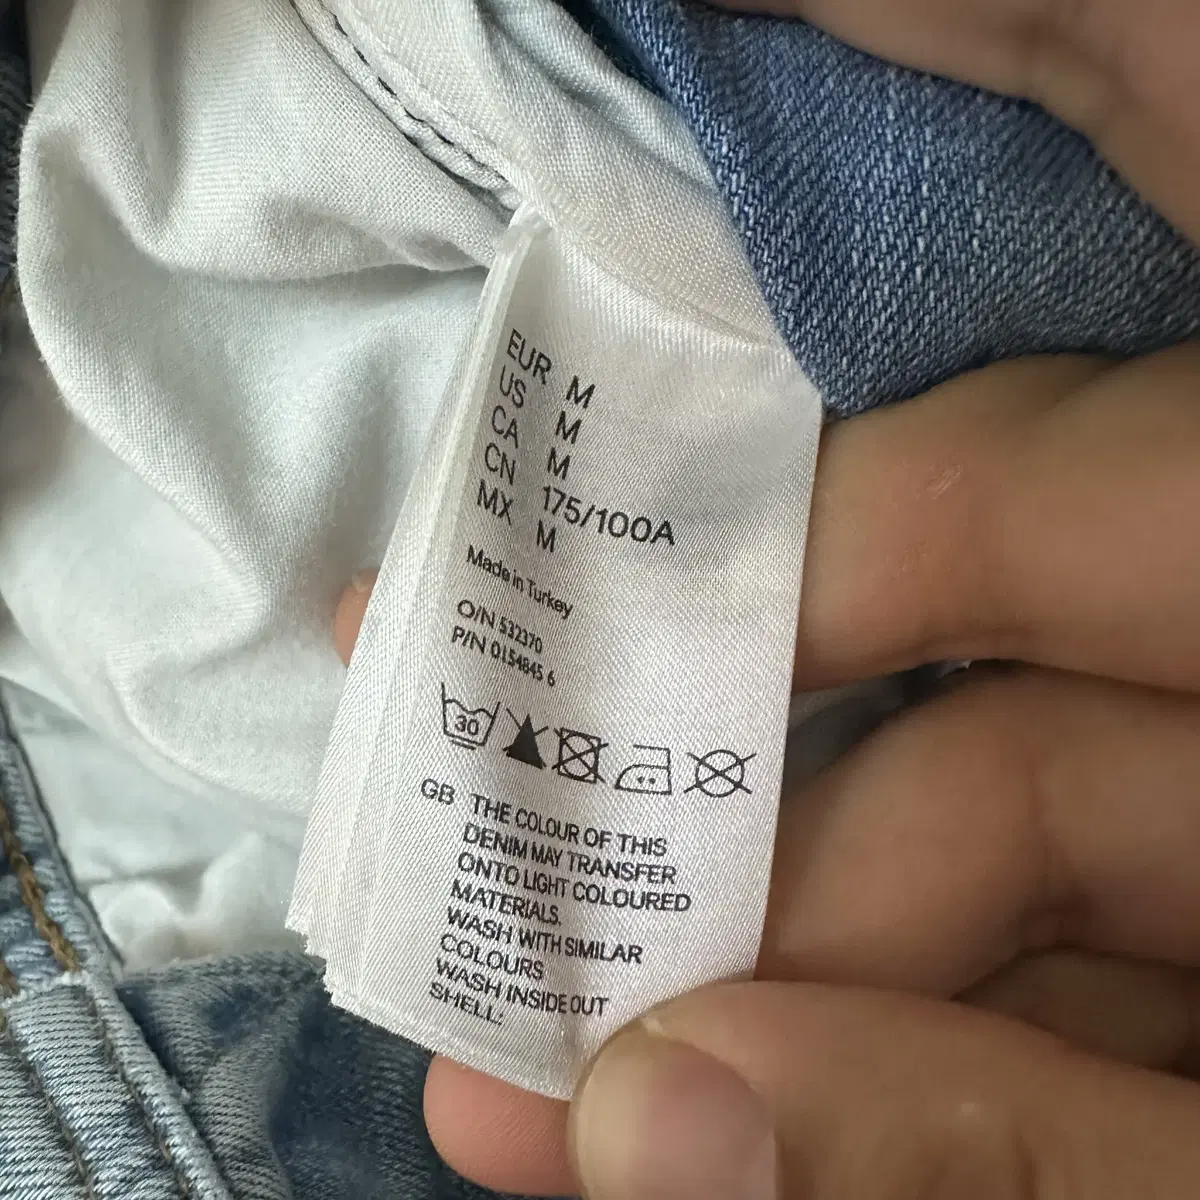 EUR M
US M
CA M
CN 175/100A
MX M
Made in Turkey
O/N 532370
P/N 0154845 6
30
GB THE COLOUR OF THIS
DENIM MAY TRANSFER
ONTO LIGHT COLOURED
MATERIALS.
WASH WITH SIMILAR
COLOURS
WASH INSIDE OUT
SHELL: